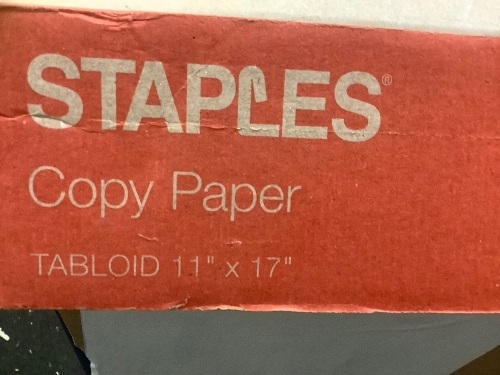 STAPLES®
Copy Paper
TABLOID 11" x 17"